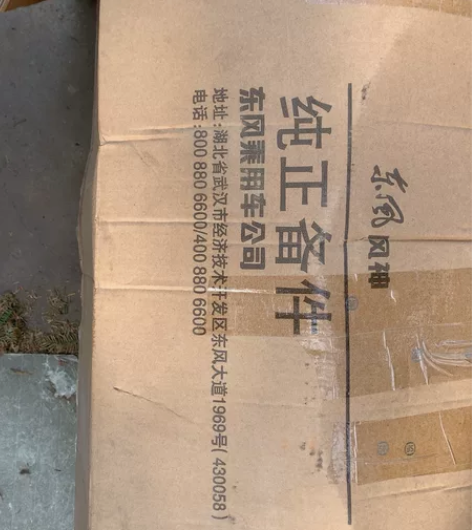 东风 风神
纯正备件
东风乘用车公司
地址:湖北省武汉市经济技术开发区东风大道1969号(430058)
电话:800 880 6600/400 880 6600